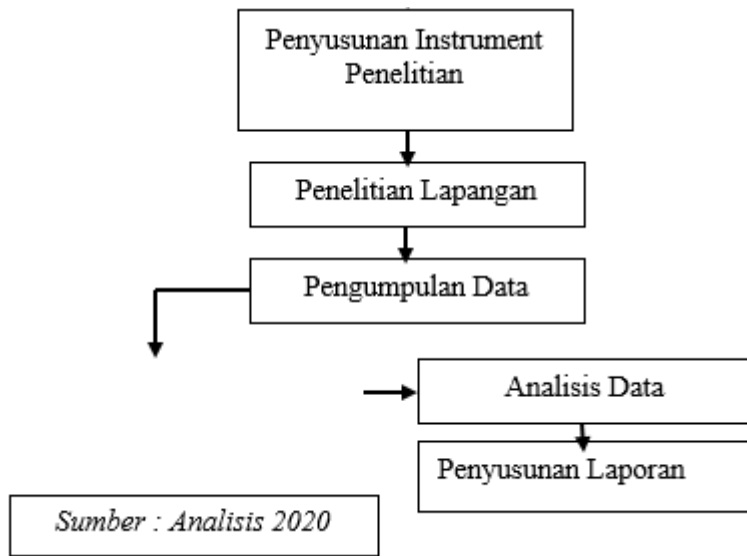 Penyusunan Instrument
Penelitian
Penelitian Lapangan
Pengumpulan Data
Analisis Data
Penyusunan Laporan
Sumber : Analisis 2020